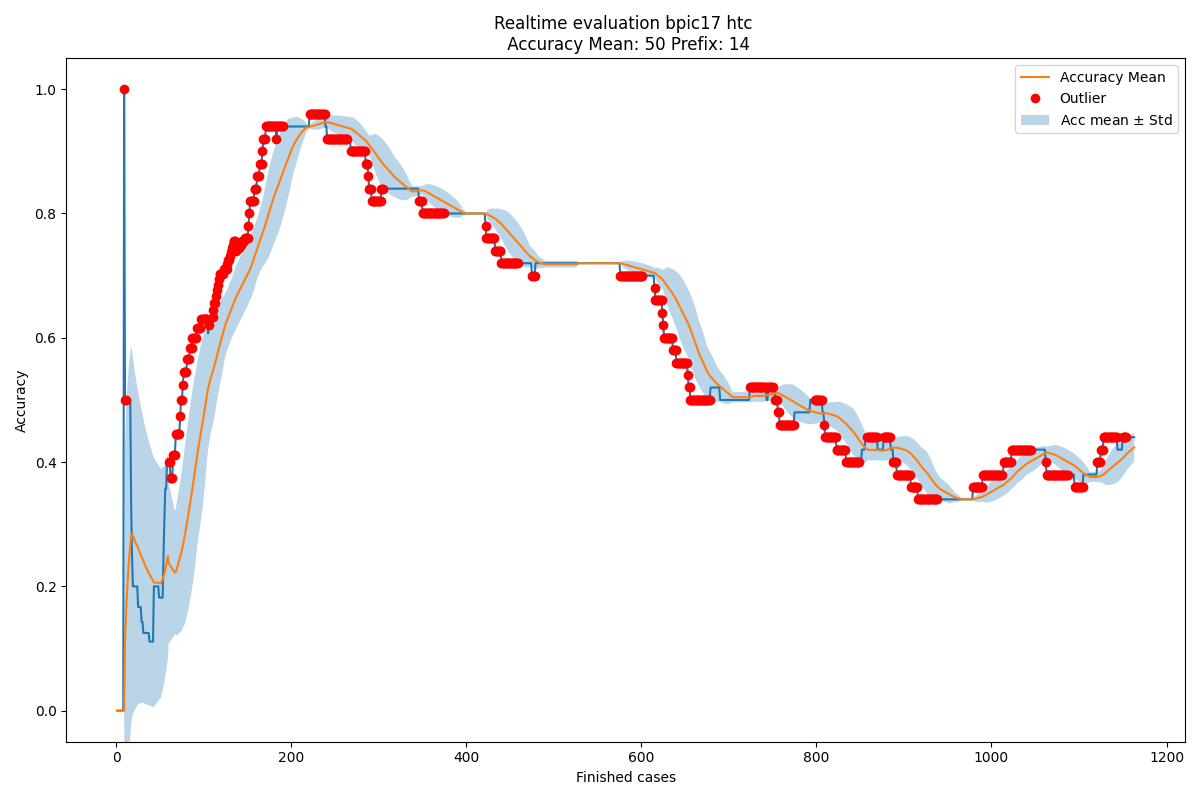 Realtime evaluation bpic17 htc
Accuracy Mean: 50 Prefix: 14
Accuracy Mean
Outlier
Acc mean ± Std
1.0
0.8
0.6
0.4
0.2
0.0
Accuracy
0 200 400 600 800 1000 1200
Finished cases